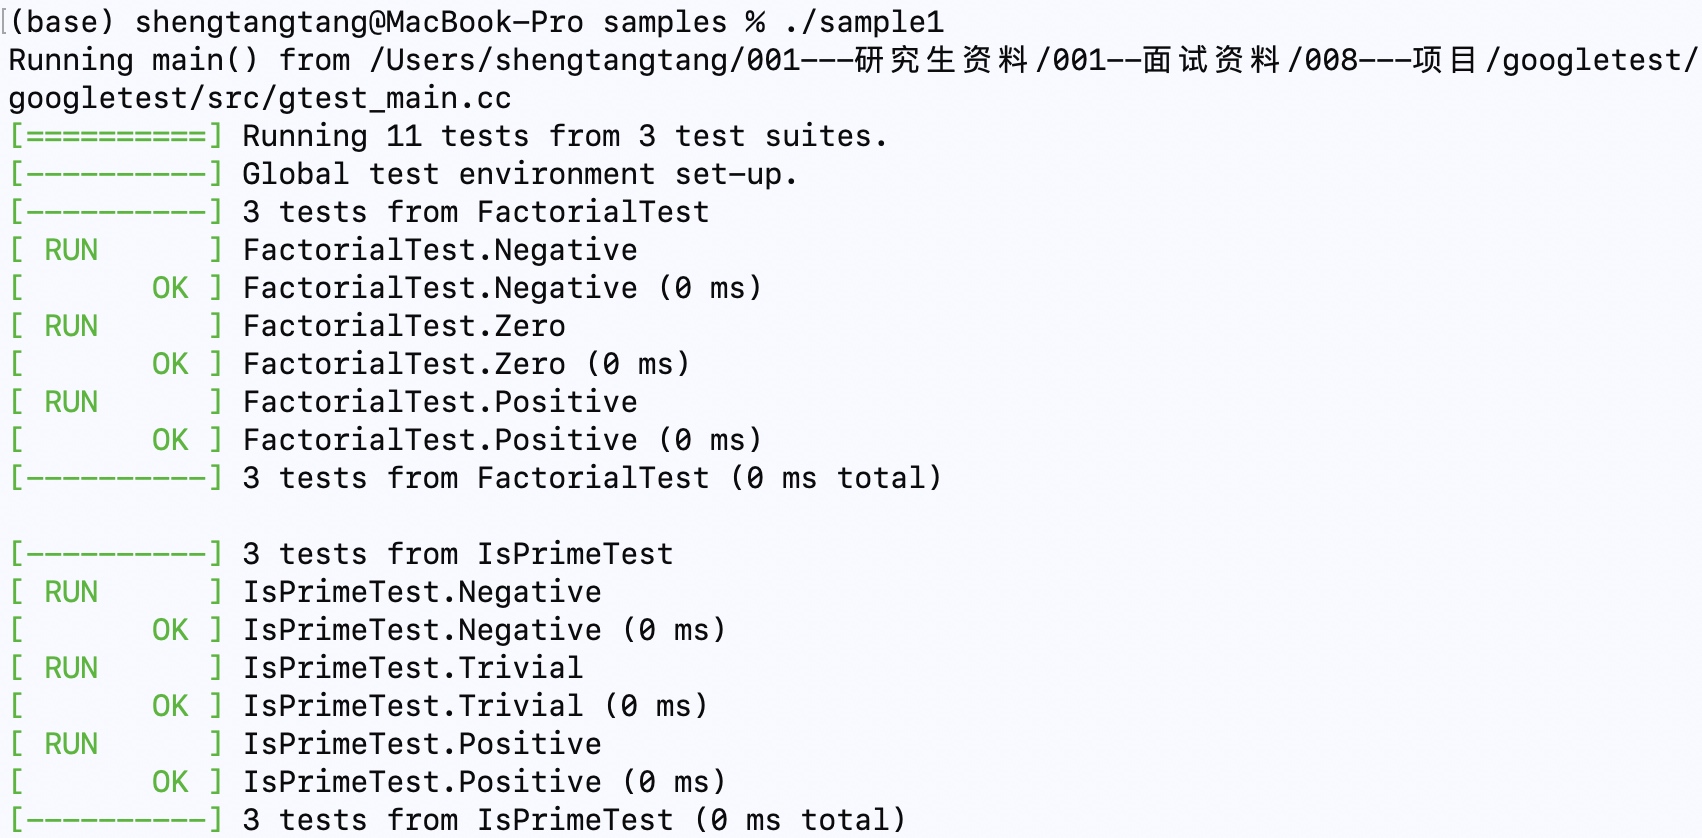 (base) shengtangtang@MacBook-Pro samples % ./sample1
Running main() from /Users/shengtangtang/001---研究生资料/001--面试资料/008---项目/googletest/
googletest/src/gtest_main.cc
[==========] Running 11 tests from 3 test suites.
[----------] Global test environment set-up.
[----------] 3 tests from FactorialTest
[ RUN      ] FactorialTest.Negative
[       OK ] FactorialTest.Negative (0 ms)
[ RUN      ] FactorialTest.Zero
[       OK ] FactorialTest.Zero (0 ms)
[ RUN      ] FactorialTest.Positive
[       OK ] FactorialTest.Positive (0 ms)
[----------] 3 tests from FactorialTest (0 ms total)

[----------] 3 tests from IsPrimeTest
[ RUN      ] IsPrimeTest.Negative
[       OK ] IsPrimeTest.Negative (0 ms)
[ RUN      ] IsPrimeTest.Trivial
[       OK ] IsPrimeTest.Trivial (0 ms)
[ RUN      ] IsPrimeTest.Positive
[       OK ] IsPrimeTest.Positive (0 ms)
[----------] 3 tests from IsPrimeTest (0 ms total)